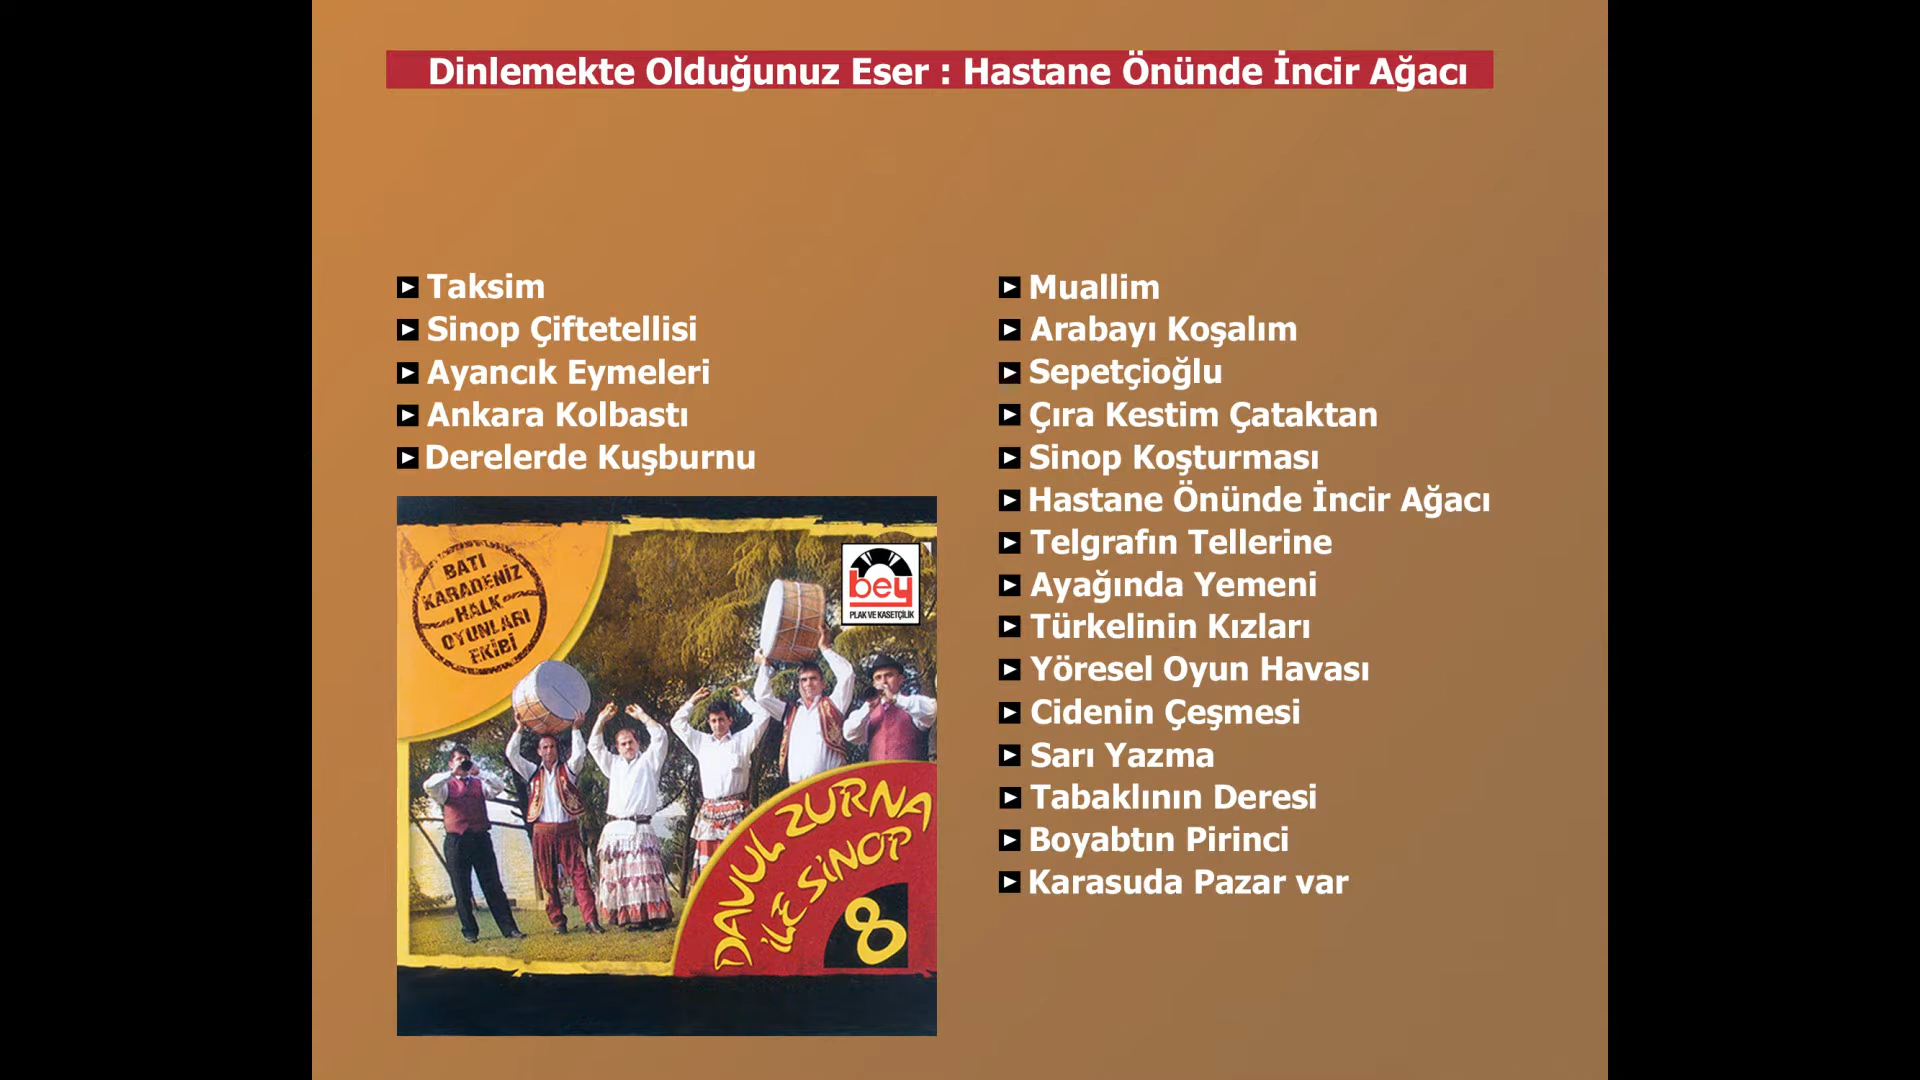 Dinlemekte Olduğunuz Eser : Hastane Önünde İncir Ağacı
Taksim
Sinop Çiftetellisi
Ayancık Eymeleri
Ankara Kolbastı
Derelerde Kuşburnu
BATI
KARADENİZ
HALK
OYUNLARI
EKİBİ
bey
PLAK VE KASETÇİLİK
DAVUL ZURNA
İLE SİNOP
8
Muallim
Arabayı Koşalım
Sepetçioğlu
Çıra Kestim Çataktan
Sinop Koşturması
Hastane Önünde İncir Ağacı
Telgrafın Tellerine
Ayağında Yemeni
Türkelinin Kızları
Yöresel Oyun Havası
Cidenin Çeşmesi
Sarı Yazma
Tabaklının Deresi
Boyabtın Pirinci
Karasuda Pazar var